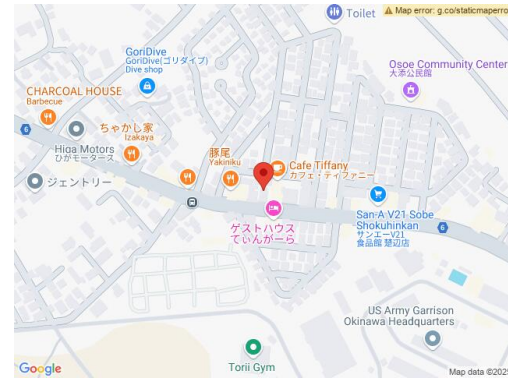 Toilet
Map error: g.co/staticmaperro
GoriDive
GoriDive(ゴリダイブ)
Dive shop
Osoe Community Center
大添公民館
CHARCOAL HOUSE
Barbecue
6
ちゃかし家
Izakaya
Higa Motors
ひがモータース
豚尾
Yakiniku
Cafe Tiffany
カフェ・ティファニー
ジェントリー
ゲストハウス
てぃんがーら
San-A V21 Sobe
Shokuhinkan
サンエーV21
食品館 楚辺店
6
US Army Garrison
Okinawa Headquarters
Torii Gym
Google
Map data ©2025